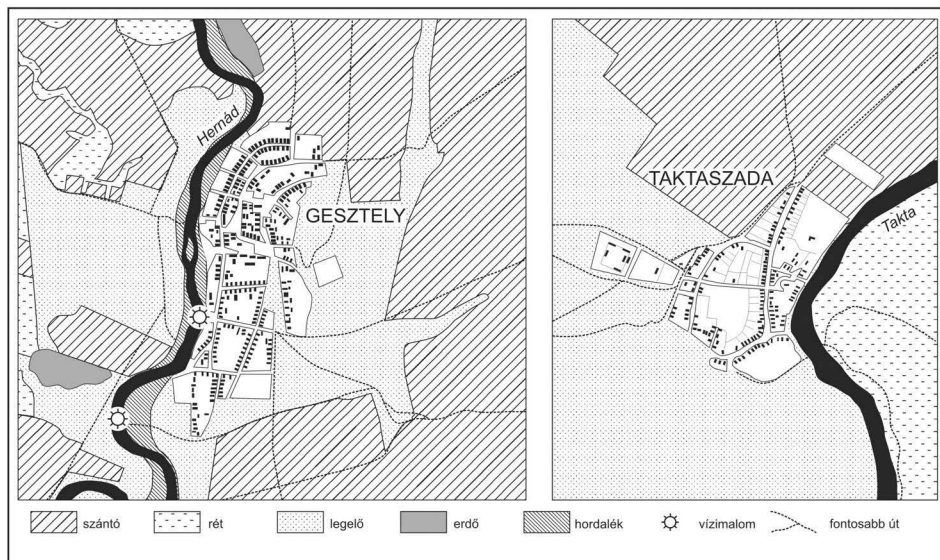 Hernád
GESZTELY
TAKTASZADA
Takta
szántó
rét
legelő
erdő
hordalék
vízimalom
fontosabb út